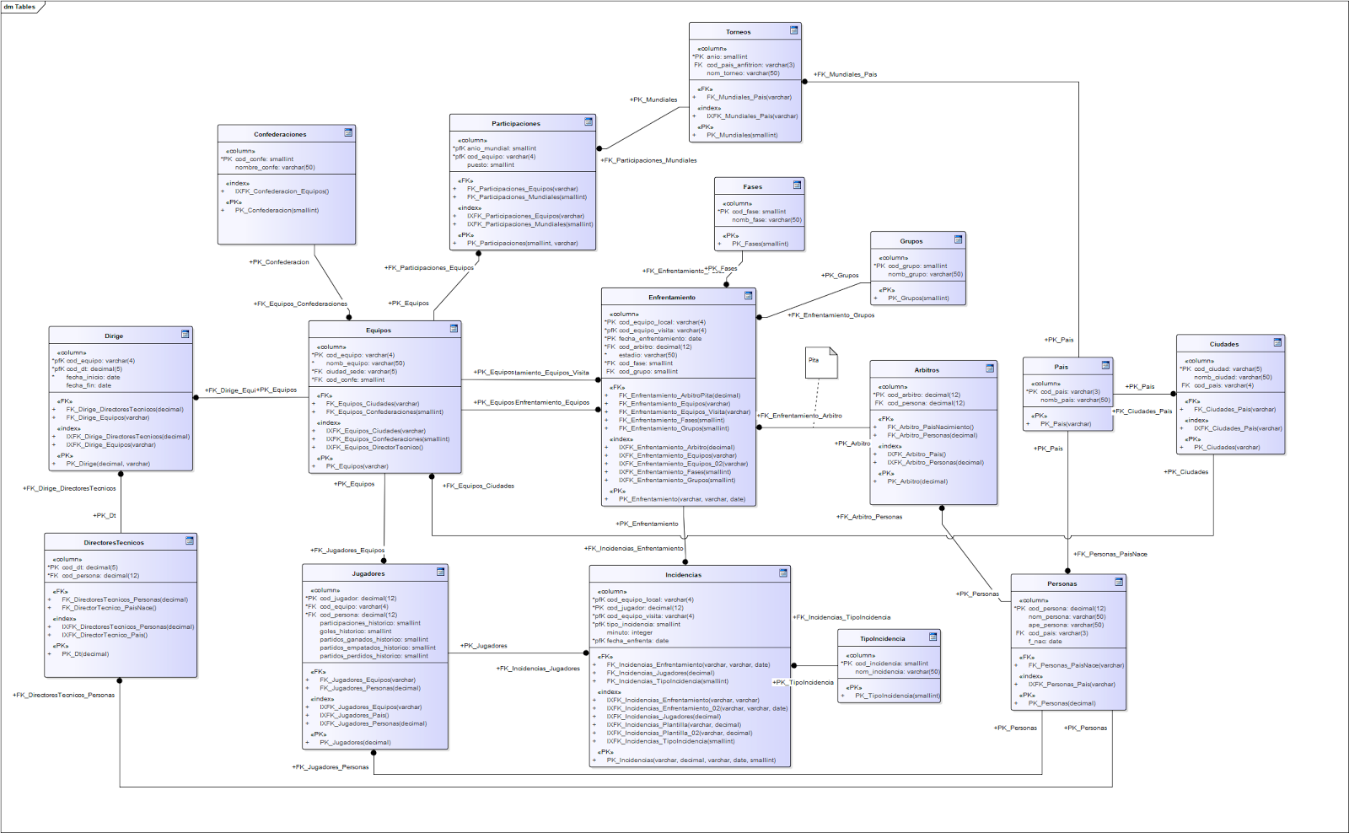 dm Tables
Torneos
«column»
*PK anio: smallint
FK cod_pais_anfitrion: varchar(3)
nom_torneo: varchar(50)
«FK»
+ FK_Mundiales_Pais(varchar)
«index»
+ IXFK_Mundiales_Pais(varchar)
«PK»
+ PK_Mundiales(smallint)
+FK_Mundiales_Pais
+PK_Mundiales
+FK_Participaciones_Mundiales
Participaciones
«column»
*pfK anio_mundial: smallint
*pfK cod_equipo: varchar(4)
puesto: smallint
«FK»
+ FK_Participaciones_Equipos(varchar)
+ FK_Participaciones_Mundiales(smallint)
«index»
+ IXFK_Participaciones_Equipos(varchar)
+ IXFK_Participaciones_Mundiales(smallint)
«PK»
+ PK_Participaciones(smallint, varchar)
Confederaciones
«column»
*PK cod_confe: smallint
nombre_confe: varchar(50)
«index»
+ IXFK_Confederacion_Equipos()
«PK»
+ PK_Confederacion(smallint)
+PK_Confederacion
+FK_Equipos_Confederaciones
+FK_Participaciones_Equipos
+PK_Equipos
Fases
«column»
*PK cod_fase: smallint
nomb_fase: varchar(50)
«PK»
+ PK_Fases(smallint)
+FK_Enfrentamiento_
+PK_Fases
Grupos
«column»
*PK cod_grupo: smallint
nomb_grupo: varchar(50)
«PK»
+ PK_Grupos(smallint)
+PK_Grupos
+FK_Enfrentamiento_Grupos
Enfrentamiento
«column»
*pfK cod_equipo_local: varchar(4)
*pfK cod_equipo_visita: varchar(4)
*PK fecha_enfrentamiento: date
*FK cod_arbitro: decimal(12)
* estadio: varchar(50)
*FK cod_fase: smallint
FK cod_grupo: smallint
«FK»
+ FK_Enfrentamiento_ArbitroPita(decimal)
+ FK_Enfrentamiento_Equipos(varchar)
+ FK_Enfrentamiento_Equipos_Visita(varchar)
+ FK_Enfrentamiento_Fases(smallint)
+ FK_Enfrentamiento_Grupos(smallint)
«index»
+ IXFK_Enfrentamiento_Arbitro(decimal)
+ IXFK_Enfrentamiento_Equipos(varchar)
+ IXFK_Enfrentamiento_Equipos_02(varchar)
+ IXFK_Enfrentamiento_Fases(smallint)
+ IXFK_Enfrentamiento_Grupos(smallint)
«PK»
+ PK_Enfrentamiento(varchar, varchar, date)
Dirige
«column»
*pfK cod_equipo: varchar(4)
*pfK cod_dt: decimal(5)
* fecha_inicio: date
fecha_fin: date
«FK»
+ FK_Dirige_DirectoresTecnicos(decimal)
+ FK_Dirige_Equipos(varchar)
«index»
+ IXFK_Dirige_DirectoresTecnicos(decimal)
+ IXFK_Dirige_Equipos(varchar)
«PK»
+ PK_Dirige(decimal, varchar)
+FK_Dirige_Equi
+PK_Equipos
Equipos
«column»
*PK cod_equipo: varchar(4)
* nomb_equipo: varchar(50)
*FK ciudad_sede: varchar(5)
*FK cod_confe: smallint
«FK»
+ FK_Equipos_Ciudades(varchar)
+ FK_Equipos_Confederaciones(smallint)
«index»
+ IXFK_Equipos_Ciudades(varchar)
+ IXFK_Equipos_Confederaciones(smallint)
+ IXFK_Equipos_DirectorTecnico()
«PK»
+ PK_Equipos(varchar)
+PK_Equipos
tamiento_Equipos_Visita
+PK_Equipos
Enfrentamiento_Equipos
Pita
+FK_Enfrentamiento_Arbitro
+PK_Arbitro
Arbitros
«column»
*PK cod_arbitro: decimal(12)
*FK cod_persona: decimal(12)
«FK»
+ FK_Arbitro_PaisNacimiento()
+ FK_Arbitro_Personas(decimal)
«index»
+ IXFK_Arbitro_Pais()
+ IXFK_Arbitro_Personas(decimal)
«PK»
+ PK_Arbitro(decimal)
+PK_Pais
Pais
«column»
*PK cod_pais: varchar(3)
* nomb_pais: varchar(50)
«PK»
+ PK_Pais(varchar)
+PK_Pais
+FK_Ciudades_Pais
+PK_Pais
Ciudades
«column»
*PK cod_ciudad: varchar(5)
nomb_ciudad: varchar(50)
FK cod_pais: varchar(4)
«FK»
+ FK_Ciudades_Pais(varchar)
«index»
+ IXFK_Ciudades_Pais(varchar)
«PK»
+ PK_Ciudades(varchar)
+PK_Ciudades
+FK_Dirige_DirectoresTecnicos
+PK_Dt
+PK_Equipos
+FK_Equipos_Ciudades
+PK_Enfrentamiento
+FK_Incidencias_Enfrentamiento
+FK_Jugadores_Equipos
+FK_Arbitro_Personas
+FK_Personas_PaisNace
+PK_Personas
DirectoresTecnicos
«column»
*PK cod_dt: decimal(5)
*FK cod_persona: decimal(12)
«FK»
+ FK_DirectoresTecnicos_Personas(decimal)
+ FK_DirectorTecnico_PaisNace()
«index»
+ IXFK_DirectoresTecnicos_Personas(decimal)
+ IXFK_DirectorTecnico_Pais()
«PK»
+ PK_Dt(decimal)
+FK_DirectoresTecnicos_Personas
Jugadores
«column»
*PK cod_jugador: decimal(12)
*FK cod_equipo: varchar(4)
*FK cod_persona: decimal(12)
participaciones_historico: smallint
goles_historico: smallint
partidos_ganados_historico: smallint
partidos_empatados_historico: smallint
partidos_perdidos_historico: smallint
«FK»
+ FK_Jugadores_Equipos(varchar)
+ FK_Jugadores_Personas(decimal)
«index»
+ IXFK_Jugadores_Equipos(varchar)
+ IXFK_Jugadores_Pais()
+ IXFK_Jugadores_Personas(decimal)
«PK»
+ PK_Jugadores(decimal)
+PK_Jugadores
+FK_Incidencias_Jugadores
+FK_Jugadores_Personas
Incidencias
«column»
*pfK cod_equipo_local: varchar(4)
*pfK cod_jugador: decimal(12)
*pfK cod_equipo_visita: varchar(4)
*pfK tipo_incidencia: smallint
minuto: integer
*pfK fecha_enfrenta: date
«FK»
+ FK_Incidencias_Enfrentamiento(varchar, varchar, date)
+ FK_Incidencias_Jugadores(decimal)
+ FK_Incidencias_TipoIncidencia(smallint)
«index»
+ IXFK_Incidencias_Enfrentamiento(varchar, varchar)
+ IXFK_Incidencias_Enfrentamiento_02(varchar, varchar, date)
+ IXFK_Incidencias_Jugadores(decimal)
+ IXFK_Incidencias_Plantilla(varchar, decimal)
+ IXFK_Incidencias_Plantilla_02(varchar, decimal)
+ IXFK_Incidencias_TipoIncidencia(smallint)
«PK»
+ PK_Incidencias(varchar, decimal, varchar, date, smallint)
+FK_Incidencias_TipoIncidencia
+PK_TipoIncidencia
TipoIncidencia
«column»
*PK cod_incidencia: smallint
* nom_incidencia: varchar(50)
«PK»
+ PK_TipoIncidencia(smallint)
Personas
«column»
*PK cod_persona: decimal(12)
nom_persona: varchar(50)
ape_persona: varchar(50)
FK cod_pais: varchar(3)
f_nac: date
«FK»
+ FK_Personas_PaisNace(varchar)
«index»
+ IXFK_Personas_Pais(varchar)
«PK»
+ PK_Personas(decimal)
+PK_Personas
+PK_Personas